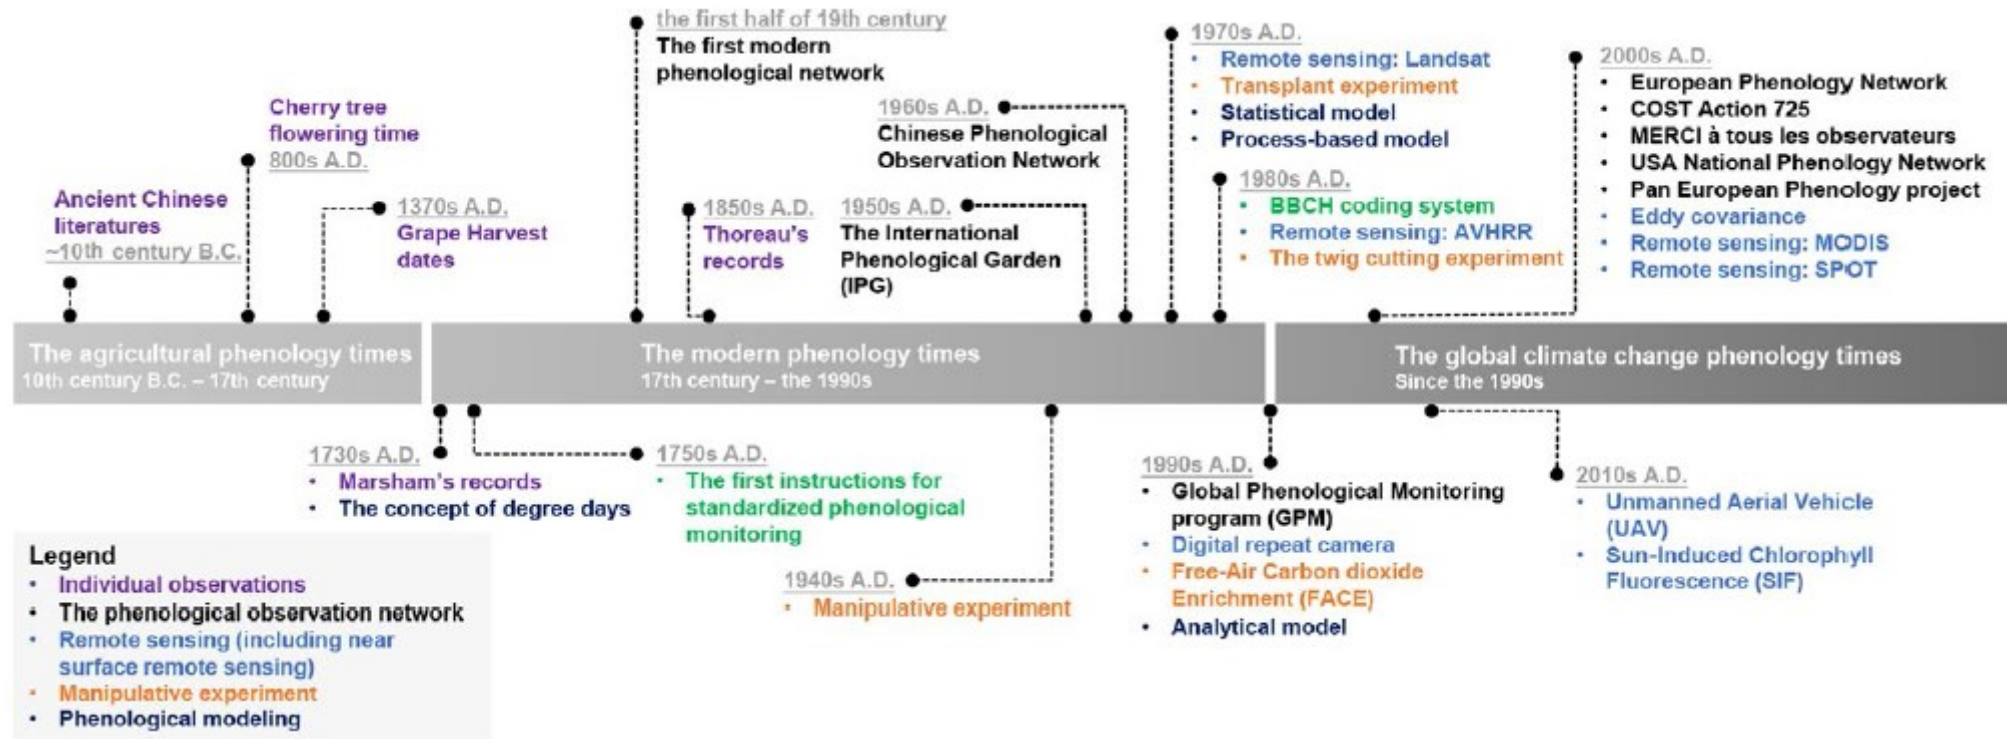 the first half of 19th century
The first modern
phenological network
1970s A.D.
• Remote sensing: Landsat
• Transplant experiment
• Statistical model
• Process-based model
2000s A.D.
• European Phenology Network
• COST Action 725
• MERCI à tous les observateurs
• USA National Phenology Network
• Pan European Phenology project
• Eddy covariance
• Remote sensing: MODIS
• Remote sensing: SPOT
Cherry tree
flowering time
800s A.D.
1960s A.D.
Chinese Phenological
Observation Network
1980s A.D.
• BBCH coding system
• Remote sensing: AVHRR
• The twig cutting experiment
Ancient Chinese
literatures
~10th century B.C.
1370s A.D.
Grape Harvest
dates
1850s A.D.
Thoreau's
records
1950s A.D.
The International
Phenological Garden
(IPG)
The agricultural phenology times
10th century B.C. – 17th century
The modern phenology times
17th century – the 1990s
The global climate change phenology times
Since the 1990s
1730s A.D.
• Marsham's records
• The concept of degree days
1750s A.D.
• The first instructions for
standardized phenological
monitoring
1940s A.D.
• Manipulative experiment
1990s A.D.
• Global Phenological Monitoring
program (GPM)
• Digital repeat camera
• Free-Air Carbon dioxide
Enrichment (FACE)
• Analytical model
2010s A.D.
• Unmanned Aerial Vehicle
(UAV)
• Sun-Induced Chlorophyll
Fluorescence (SIF)
Legend
• Individual observations
• The phenological observation network
• Remote sensing (including near
surface remote sensing)
• Manipulative experiment
• Phenological modeling